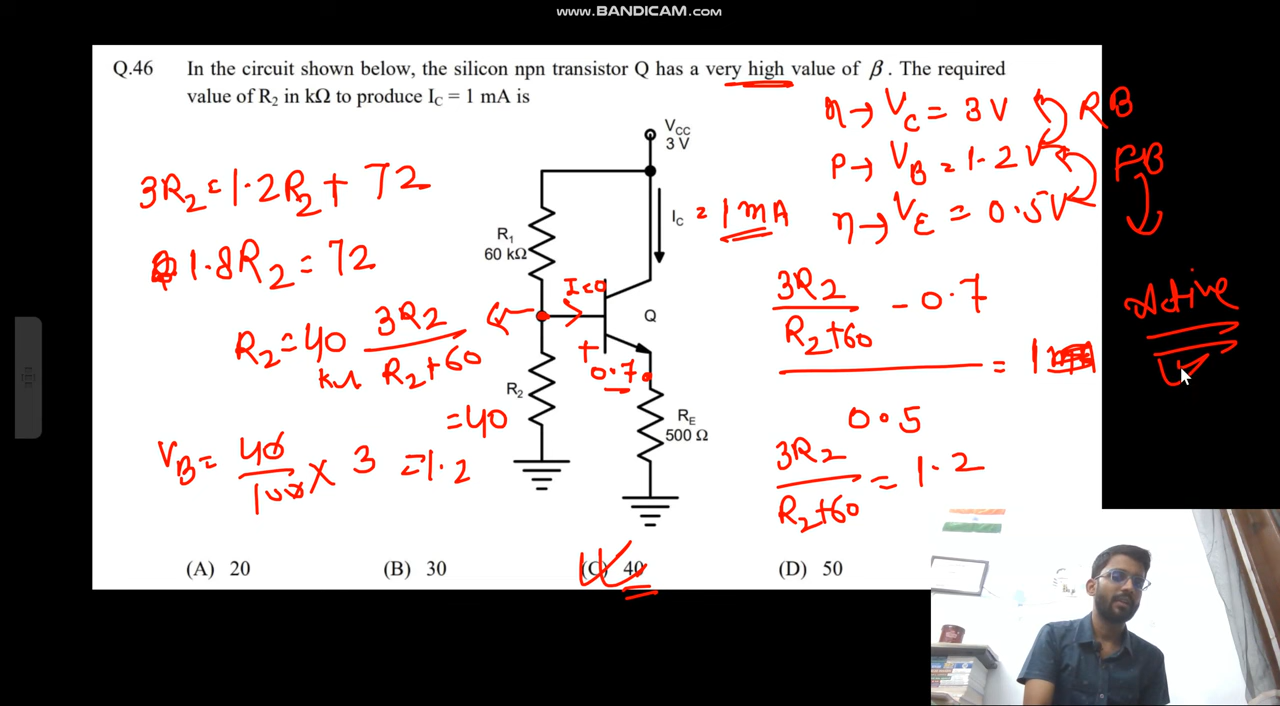 www.BANDICAM.com
Q.46 In the circuit shown below, the silicon npn transistor Q has a very high value of β. The required
value of R2 in kΩ to produce IC = 1 mA is
VCC
3 V
R1
60 kΩ
IC = 1mA
I=0
Q
+
0.7
R2
RE
500 Ω
3R2 = 1.2R2 + 72
1.8R2 = 72
R2 = 40
kΩ
3R2
R2+60
= 40
VB = 40/100 × 3 = 1.2
n → VC = 3V
RB
P → VB = 1.2V
FB
n → VE = 0.5V
Active
3R2/R2+60 - 0.7
= 1
0.5
3R2/R2+60 = 1.2
(A) 20 (B) 30 (C) 40 (D) 50